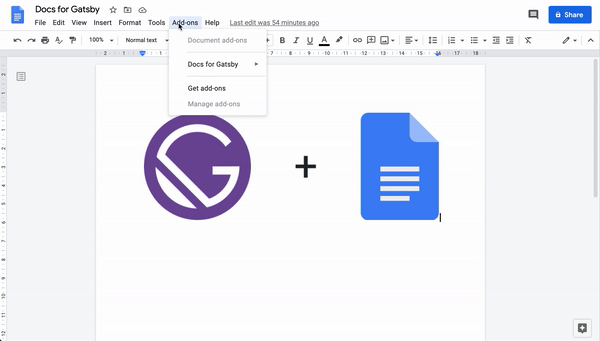 Docs for Gatsby
File Edit View Insert Format Tools Add-ons Help Last edit was 54 minutes ago
Share
100% Normal text
Document add-ons
Docs for Gatsby
Get add-ons
Manage add-ons